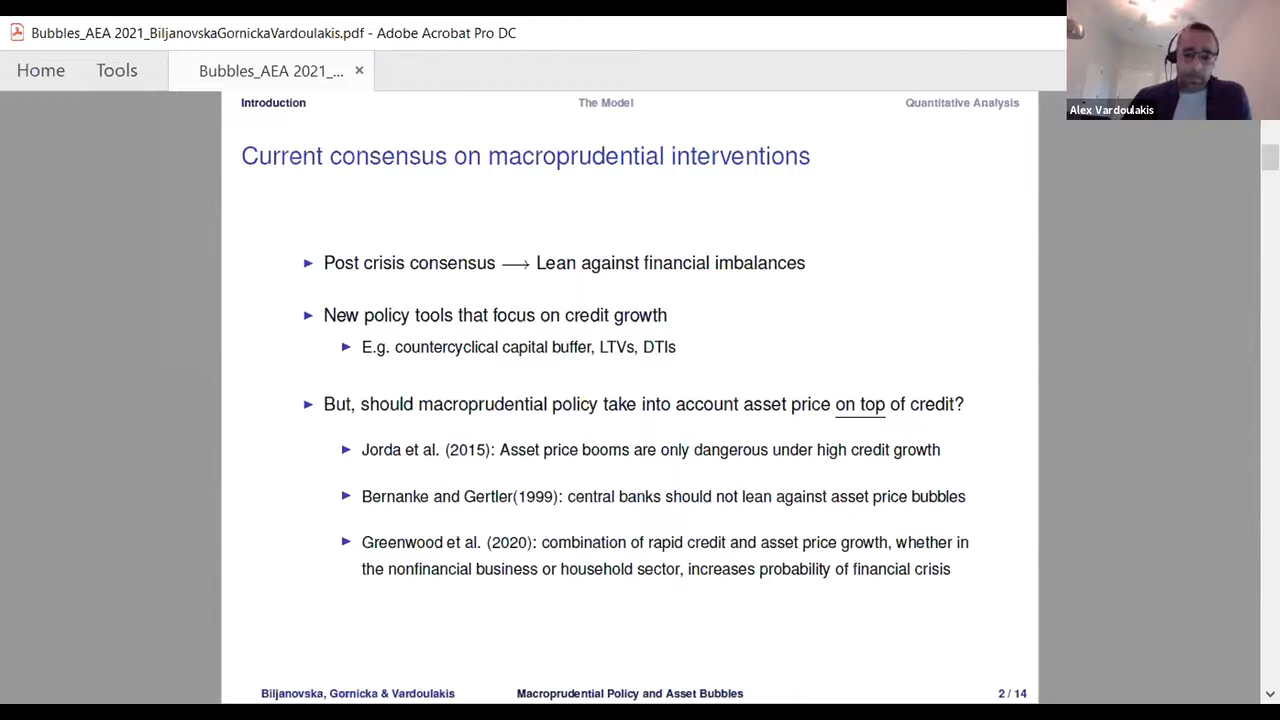 Bubbles_AEA 2021_BiljanovskaGornickaVardoulakis.pdf - Adobe Acrobat Pro DC
Home Tools Bubbles_AEA 2021_... ×
Alex Vardoulakis
Introduction The Model Quantitative Analysis
Current consensus on macroprudential interventions
► Post crisis consensus ⟶ Lean against financial imbalances
► New policy tools that focus on credit growth
► E.g. countercyclical capital buffer, LTVs, DTIs
► But, should macroprudential policy take into account asset price on top of credit?
► Jorda et al. (2015): Asset price booms are only dangerous under high credit growth
► Bernanke and Gertler(1999): central banks should not lean against asset price bubbles
► Greenwood et al. (2020): combination of rapid credit and asset price growth, whether in
the nonfinancial business or household sector, increases probability of financial crisis
Biljanovska, Gornicka & Vardoulakis Macroprudential Policy and Asset Bubbles 2 / 14